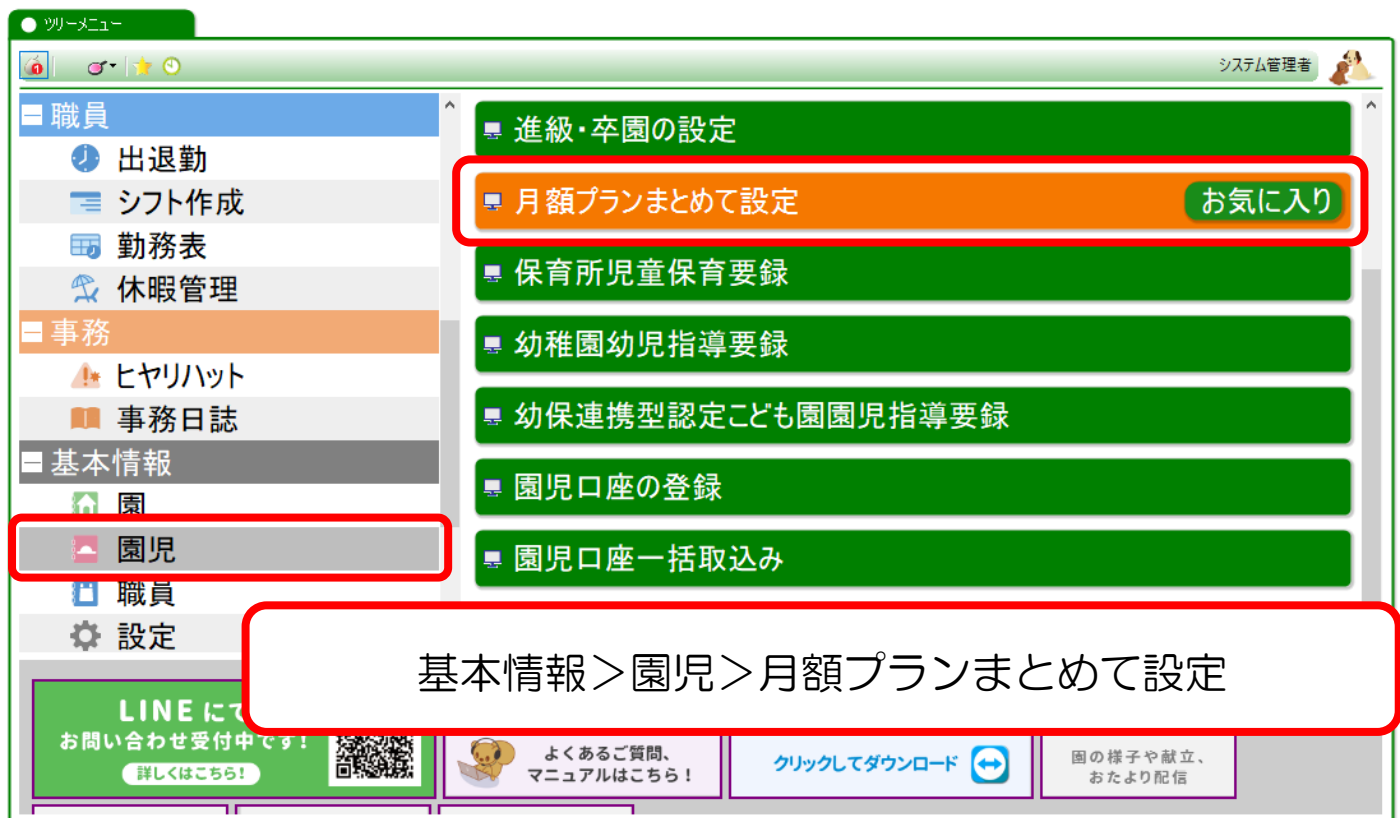 ツリーメニュー
システム管理者
職員
出退勤
シフト作成
勤務表
休暇管理
事務
ヒヤリハット
事務日誌
基本情報
園
園児
職員
設定
進級・卒園の設定
月額プランまとめて設定
お気に入り
保育所児童保育要録
幼稚園幼児指導要録
幼保連携型認定こども園園児指導要録
園児口座の登録
園児口座一括取込み
基本情報＞園児＞月額プランまとめて設定
LINEにて
お問い合わせ受付中です！
詳しくはこちら！
よくあるご質問、
マニュアルはこちら！
クリックしてダウンロード
園の様子や献立、
おたより配信